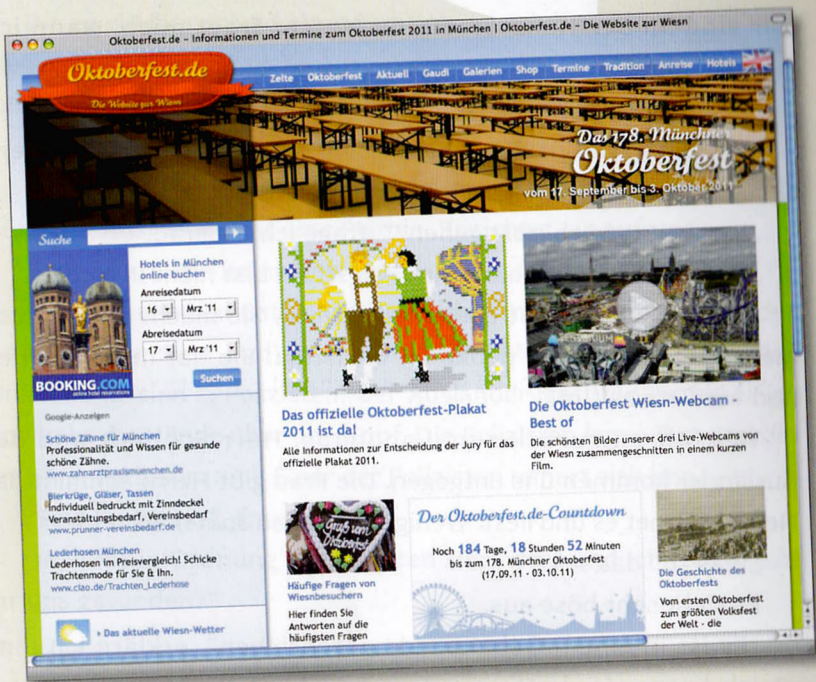 Oktoberfest.de – Informationen und Termine zum Oktoberfest 2011 in München | Oktoberfest.de – Die Website zur Wiesn
Oktoberfest.de
Die Website zur Wiesn
Zelte Oktoberfest Aktuell Gaudi Galerien Shop Termine Tradition Anreise Hotels
Das 178. Münchner
Oktoberfest
vom 17. September bis 3. Oktober 2011
Suche
Hotels in München
online buchen
Anreisedatum
16 Mrz '11
Abreisedatum
17 Mrz '11
Suchen
BOOKING.COM
online hotel reservations
Google-Anzeigen
Schöne Zähne für München
Professionalität und Wissen für gesunde
schöne Zähne.
www.zahnarztpraxismuenchen.de
Bierkrüge, Gläser, Tassen
Individuell bedruckt mit Zinndeckel
Veranstaltungsbedarf, Vereinsbedarf
www.prunner-vereinsbedarf.de
Lederhosen München
Lederhosen im Preisvergleich! Schicke
Trachtenmode für Sie & Ihn.
www.ciao.de/Trachten_Lederhose
Das aktuelle Wiesn-Wetter
Das offizielle Oktoberfest-Plakat
2011 ist da!
Alle Informationen zur Entscheidung der Jury für das
offizielle Plakat 2011.
Die Oktoberfest Wiesn-Webcam –
Best of
Die schönsten Bilder unserer drei Live-Webcams von
der Wiesn zusammengeschnitten in einem kurzen
Film.
Gruß vom
Oktoberfest
Häufige Fragen von
Wiesnbesuchern
Hier finden Sie
Antworten auf die
häufigsten Fragen
Der Oktoberfest.de-Countdown
Noch 184 Tage, 18 Stunden 52 Minuten
bis zum 178. Münchner Oktoberfest
(17.09.11 - 03.10.11)
Die Geschichte des
Oktoberfests
Vom ersten Oktoberfest
zum größten Volksfest
der Welt - die